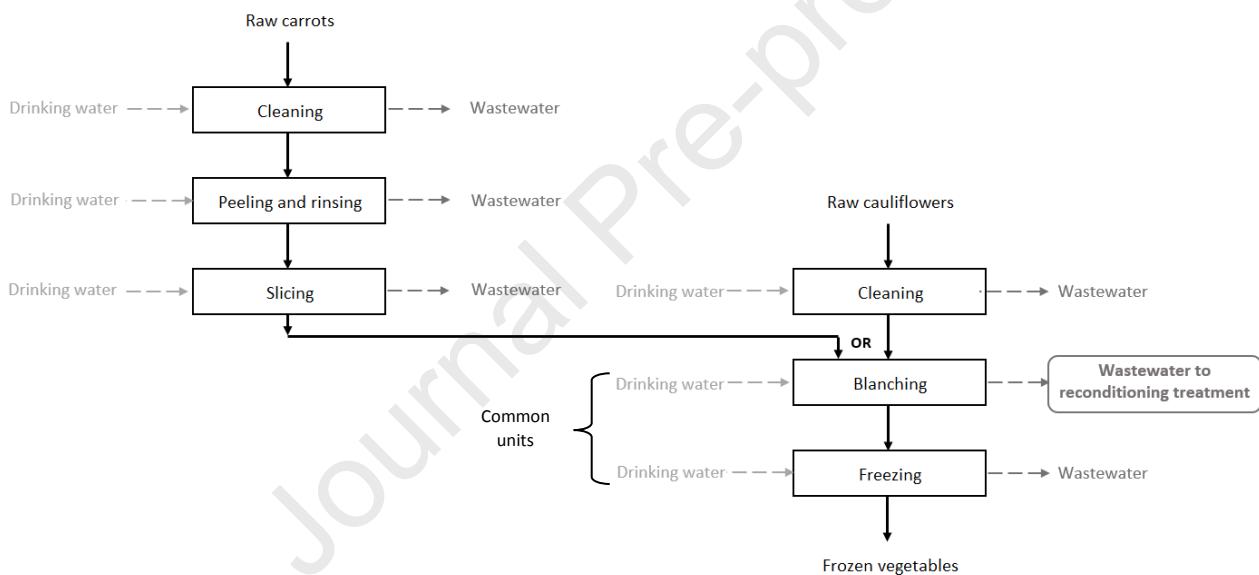 Raw carrots
Drinking water
Cleaning
Wastewater
Drinking water
Peeling and rinsing
Wastewater
Raw cauliflowers
Drinking water
Slicing
Wastewater
Drinking water
Cleaning
Wastewater
OR
Common
units
Drinking water
Blanching
Wastewater to
reconditioning treatment
Drinking water
Freezing
Wastewater
Frozen vegetables
Journal Pre-pro